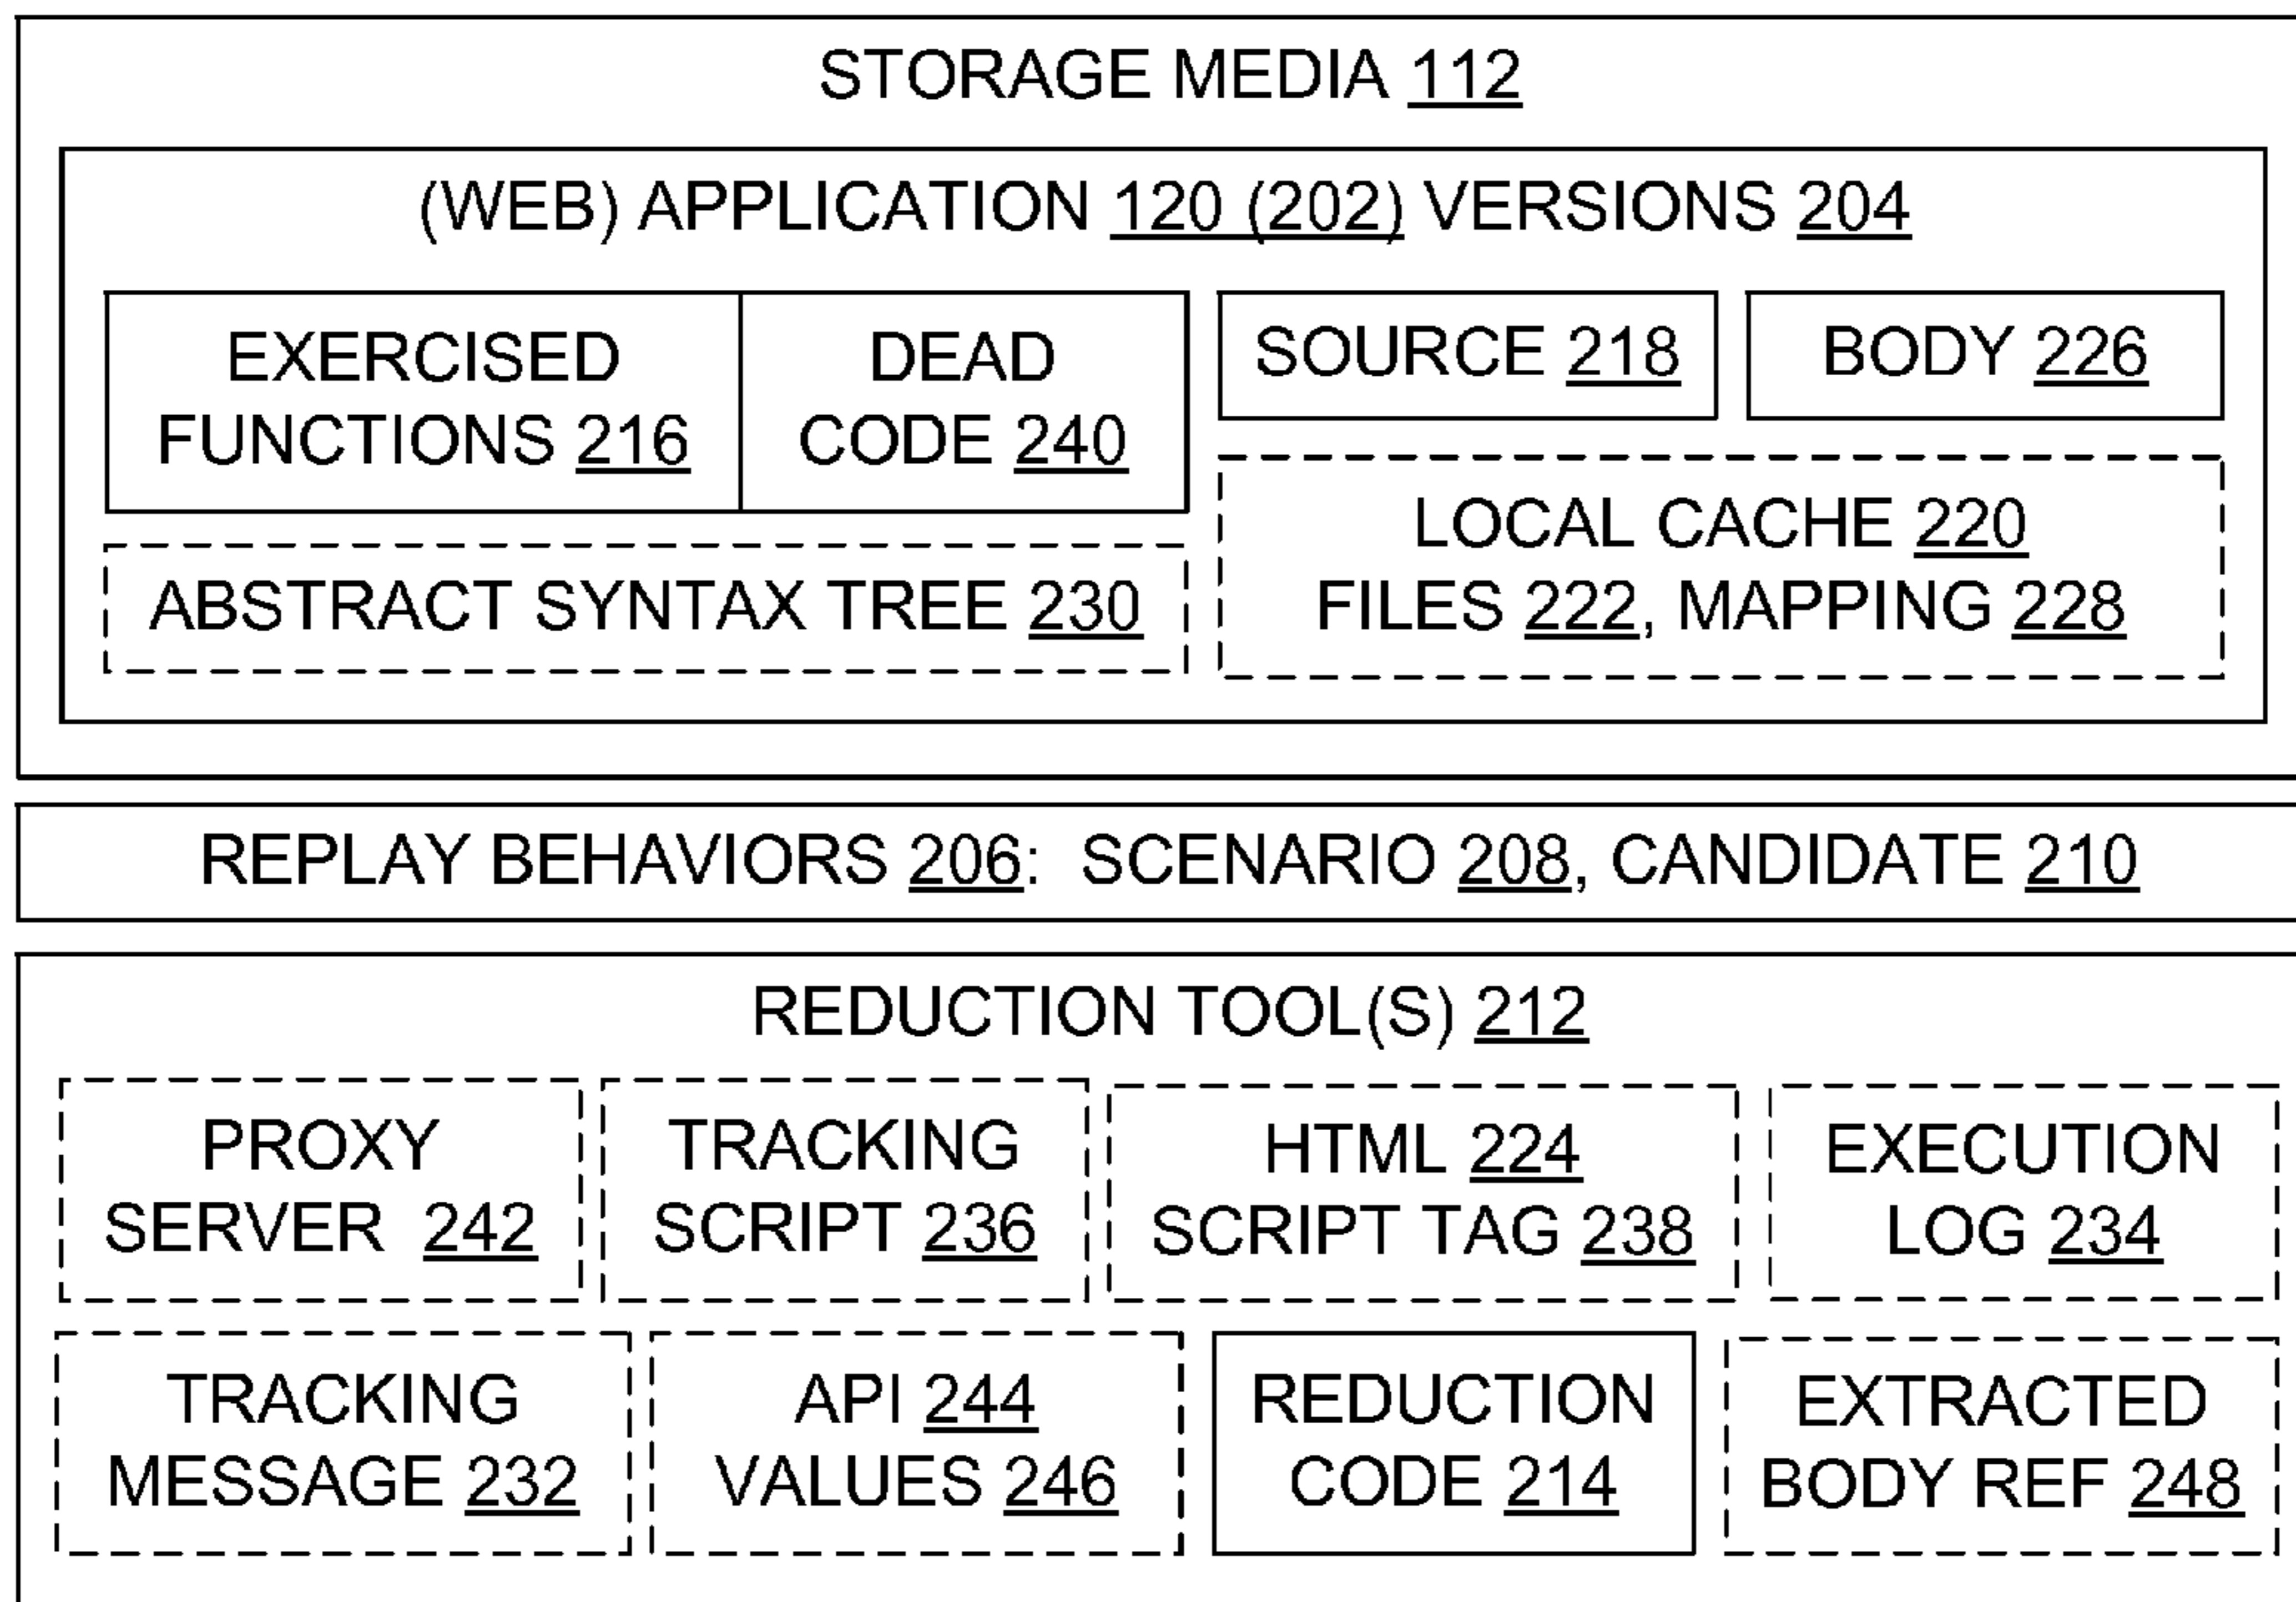 STORAGE MEDIA 112
(WEB) APPLICATION 120 (202) VERSIONS 204
EXERCISED
FUNCTIONS 216
DEAD
CODE 240
SOURCE 218
BODY 226
ABSTRACT SYNTAX TREE 230
LOCAL CACHE 220
FILES 222, MAPPING 228
REPLAY BEHAVIORS 206: SCENARIO 208, CANDIDATE 210
REDUCTION TOOL(S) 212
PROXY
SERVER 242
TRACKING
SCRIPT 236
HTML 224
SCRIPT TAG 238
EXECUTION
LOG 234
TRACKING
MESSAGE 232
API 244
VALUES 246
REDUCTION
CODE 214
EXTRACTED
BODY REF 248